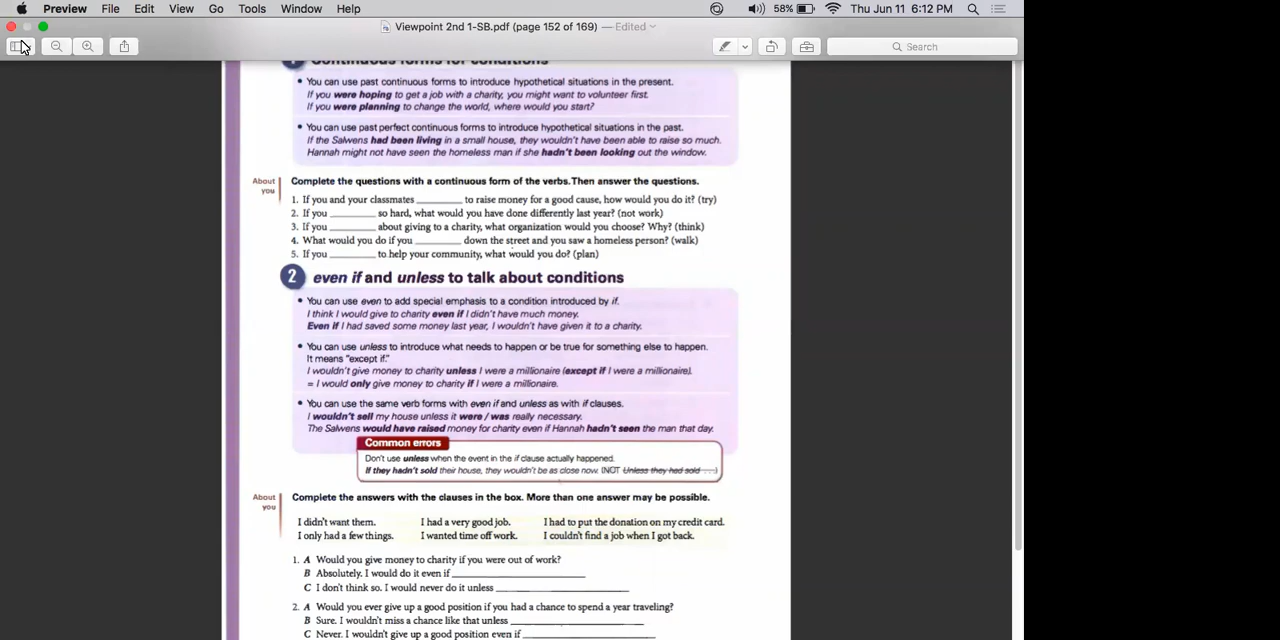 Preview File Edit View Go Tools Window Help 58% Thu Jun 11 6:12 PM
Viewpoint 2nd 1-SB.pdf (page 152 of 169) — Edited
Search
1 Continuous forms for conditions
• You can use past continuous forms to introduce hypothetical situations in the present.
If you were hoping to get a job with a charity, you might want to volunteer first.
If you were planning to change the world, where would you start?
• You can use past perfect continuous forms to introduce hypothetical situations in the past.
If the Salwens had been living in a small house, they wouldn't have been able to raise so much.
Hannah might not have seen the homeless man if she hadn't been looking out the window.
About you
Complete the questions with a continuous form of the verbs. Then answer the questions.
1. If you and your classmates ________ to raise money for a good cause, how would you do it? (try)
2. If you ________ so hard, what would you have done differently last year? (not work)
3. If you ________ about giving to a charity, what organization would you choose? Why? (think)
4. What would you do if you ________ down the street and you saw a homeless person? (walk)
5. If you ________ to help your community, what would you do? (plan)
2 even if and unless to talk about conditions
• You can use even to add special emphasis to a condition introduced by if.
I think I would give to charity even if I didn't have much money.
Even if I had saved some money last year, I wouldn't have given it to a charity.
• You can use unless to introduce what needs to happen or be true for something else to happen.
It means "except if."
I wouldn't give money to charity unless I were a millionaire (except if I were a millionaire).
= I would only give money to charity if I were a millionaire.
• You can use the same verb forms with even if and unless as with if clauses.
I wouldn't sell my house unless it were / was really necessary.
The Salwens would have raised money for charity even if Hannah hadn't seen the man that day.
Common errors
Don't use unless when the event in the if clause actually happened.
If they hadn't sold their house, they wouldn't be as close now. (NOT Unless they had sold . . .)
About you
Complete the answers with the clauses in the box. More than one answer may be possible.
I didn't want them. I had a very good job. I had to put the donation on my credit card.
I only had a few things. I wanted time off work. I couldn't find a job when I got back.
1. A Would you give money to charity if you were out of work?
B Absolutely. I would do it even if ________
C I don't think so. I would never do it unless ________
2. A Would you ever give up a good position if you had a chance to spend a year traveling?
B Sure. I wouldn't miss a chance like that unless ________
C Never. I wouldn't give up a good position even if ________